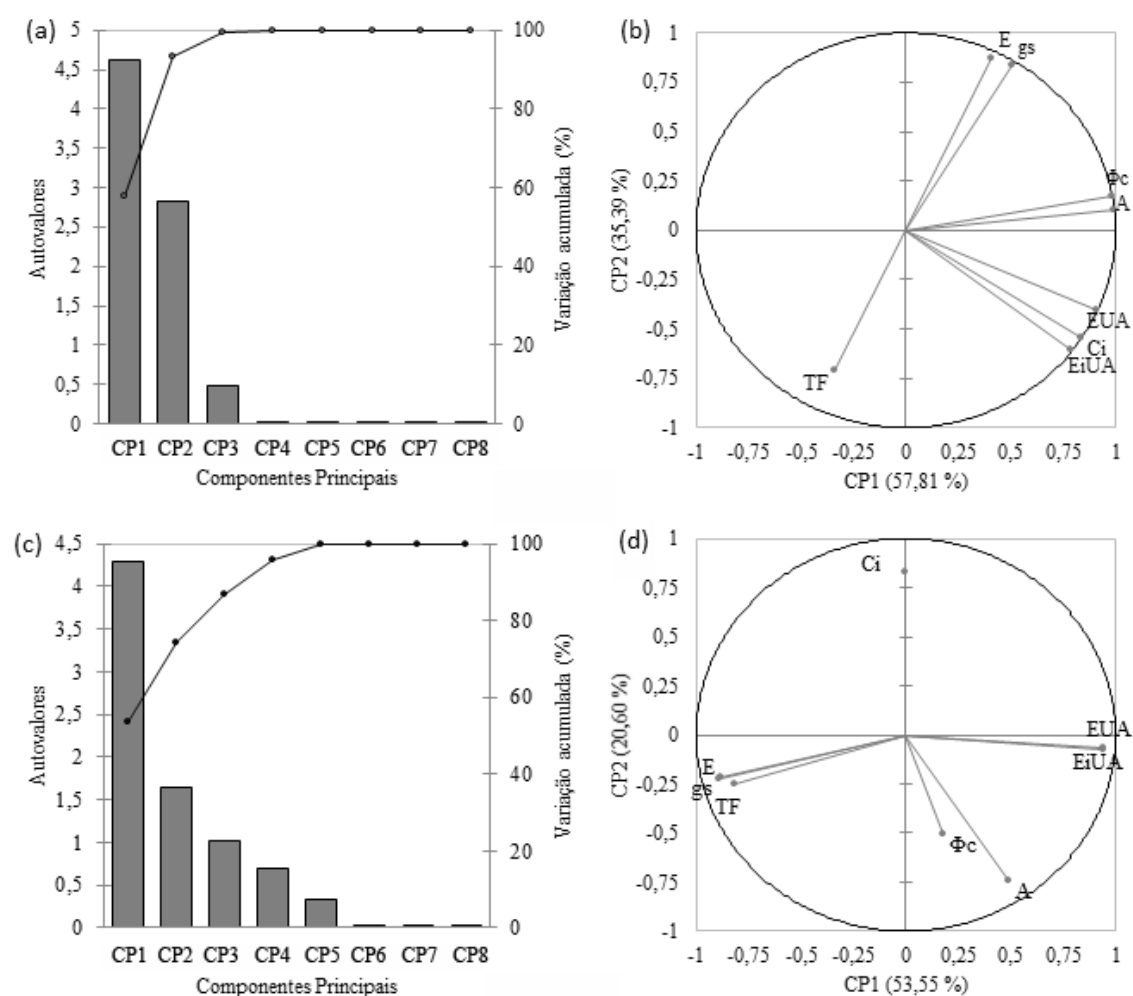 (a)
5
4,5
4
3,5
3
2,5
2
1,5
1
0,5
0
Autovalores
100
80
60
40
20
0
Variação acumulada (%)
CP1 CP2 CP3 CP4 CP5 CP6 CP7 CP8
Componentes Principais
(b)
1
0,75
0,5
0,25
0
-0,25
-0,5
-0,75
-1
CP2 (35,39 %)
E
gs
Φc
A
EUA
Ci
EiUA
TF
-1 -0,75 -0,5 -0,25 0 0,25 0,5 0,75 1
CP1 (57,81 %)
(c)
4,5
4
3,5
3
2,5
2
1,5
1
0,5
0
Autovalores
100
80
60
40
20
0
Variação acumulada (%)
CP1 CP2 CP3 CP4 CP5 CP6 CP7 CP8
Componentes Principais
(d)
1
0,75
0,5
0,25
0
-0,25
-0,5
-0,75
-1
CP2 (20,60 %)
Ci
EUA
EiUA
E
gs
TF
Φc
A
-1 -0,75 -0,5 -0,25 0 0,25 0,5 0,75 1
CP1 (53,55 %)